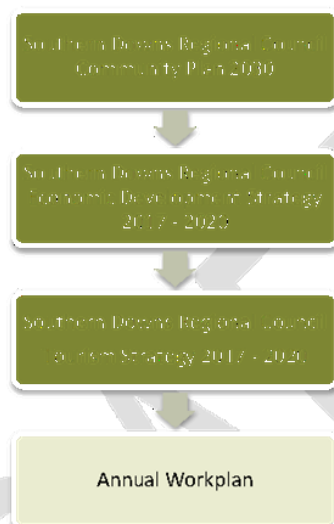 Southern Downs Regional Council
Community Plan 2030
Southern Downs Regional Council
Economic Development Strategy
2017 - 2020
Southern Downs Regional Council
Tourism Strategy 2017 - 2020
Annual Workplan